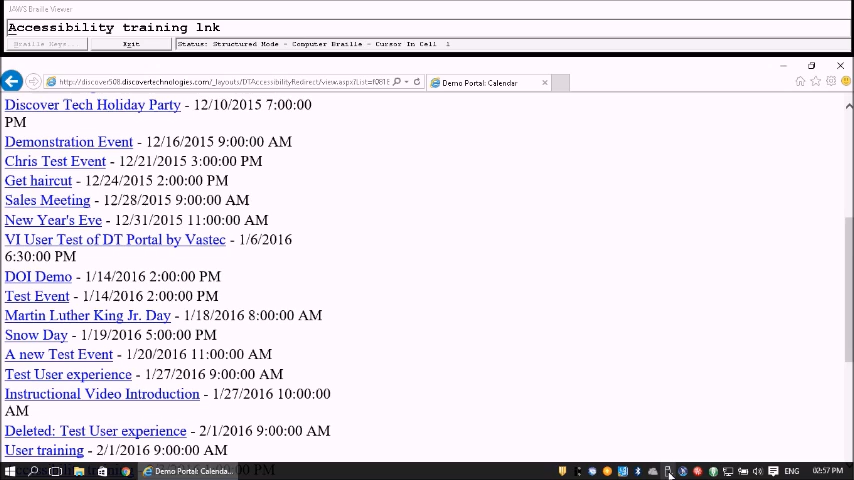 JAWS Braille Viewer
Accessibility training lnk
Braille Keys... Exit Status: Structured Mode - Computer Braille - Cursor In Cell 1
http://discover508.discovertechnologies.com/_layouts/DTAccessibilityRedirect/view.aspx?List=f0818 Demo Portal: Calendar
Discover Tech Holiday Party - 12/10/2015 7:00:00
PM
Demonstration Event - 12/16/2015 9:00:00 AM
Chris Test Event - 12/21/2015 3:00:00 PM
Get haircut - 12/24/2015 2:00:00 PM
Sales Meeting - 12/28/2015 9:00:00 AM
New Year's Eve - 12/31/2015 11:00:00 AM
VI User Test of DT Portal by Vastec - 1/6/2016
6:30:00 PM
DOI Demo - 1/14/2016 2:00:00 PM
Test Event - 1/14/2016 2:00:00 PM
Martin Luther King Jr. Day - 1/18/2016 8:00:00 AM
Snow Day - 1/19/2016 5:00:00 PM
A new Test Event - 1/20/2016 11:00:00 AM
Test User experience - 1/27/2016 9:00:00 AM
Instructional Video Introduction - 1/27/2016 10:00:00
AM
Deleted: Test User experience - 2/1/2016 9:00:00 AM
User training - 2/1/2016 9:00:00 AM
Demo Portal: Calenda... ENG 02:57 PM